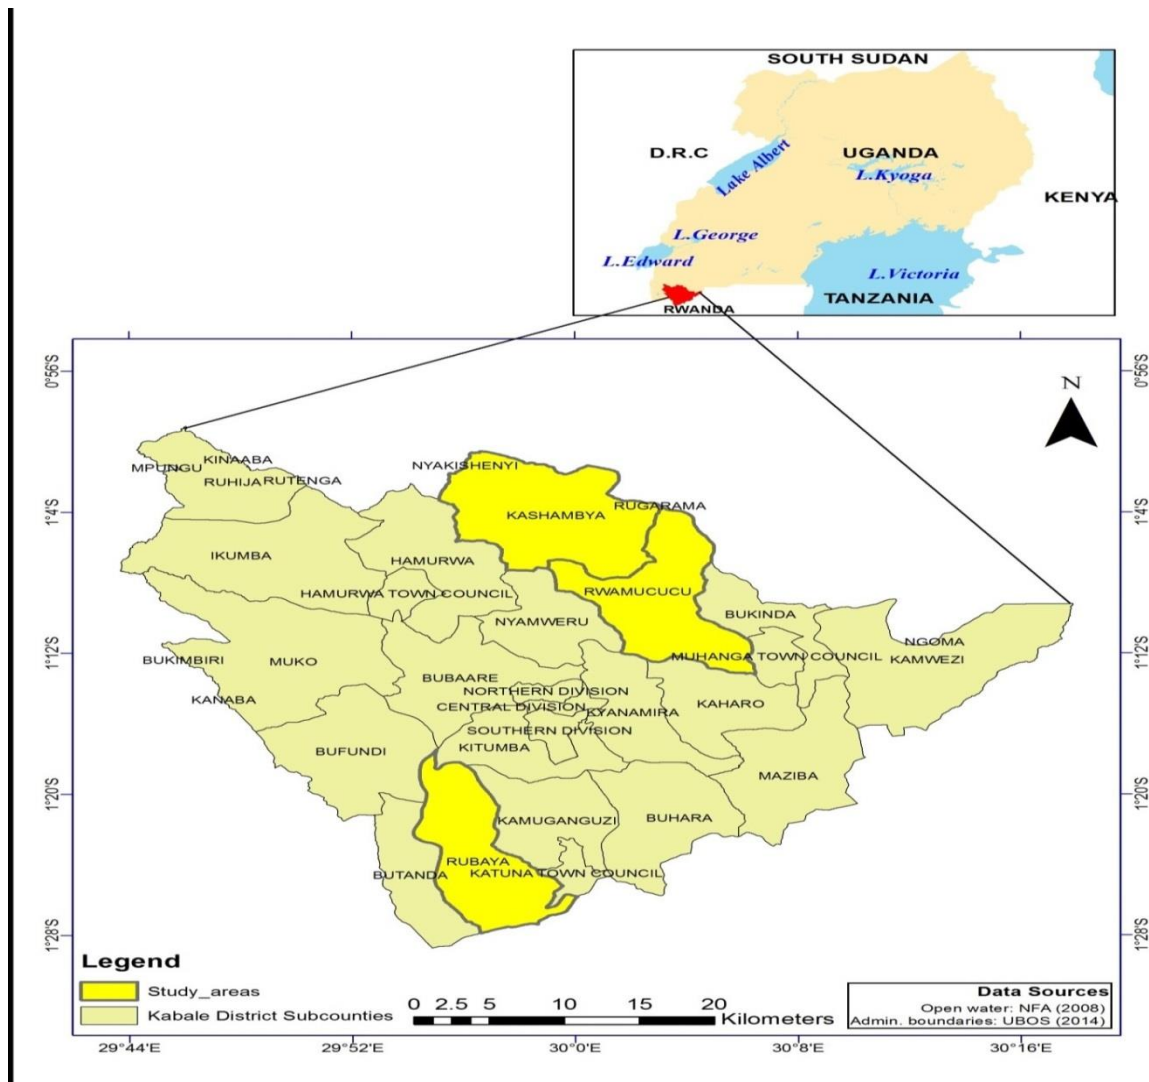 SOUTH SUDAN
D.R.C
UGANDA
Lake Albert
L.Kyoga
KENYA
L.George
L.Edward
L.Victoria
TANZANIA
RWANDA
0°56'S
0°56'S
N
NYAKISHENYI
KINAABA
MPUNGU
RUHIJA
RUTENGA
RUGARAMA
1°4'S
KASHAMBYA
1°4'S
IKUMBA
HAMURWA
RWAMUCUCU
HAMURWA TOWN COUNCIL
BUKINDA
NYAMWERU
NGOMA
1°12'S
BUKIMBIRI
MUKO
MUHANGA TOWN COUNCIL
KAMWEZI
1°12'S
BUBAARE
NORTHERN DIVISION
KANABA
CENTRAL DIVISION
KYANAMIRA
KAHARO
SOUTHERN DIVISION
BUFUNDI
KITUMBA
MAZIBA
1°20'S
1°20'S
KAMUGANGUZI
BUHARA
RUBAYA
BUTANDA
KATUNA TOWN COUNCIL
1°28'S
1°28'S
Legend
Study_areas
Kabale District Subcounties
0 2.5 5 10 15 20
Kilometers
Data Sources
Open water: NFA (2008)
Admin. boundaries: UBOS (2014)
29°44'E 29°52'E 30°0'E 30°8'E 30°16'E